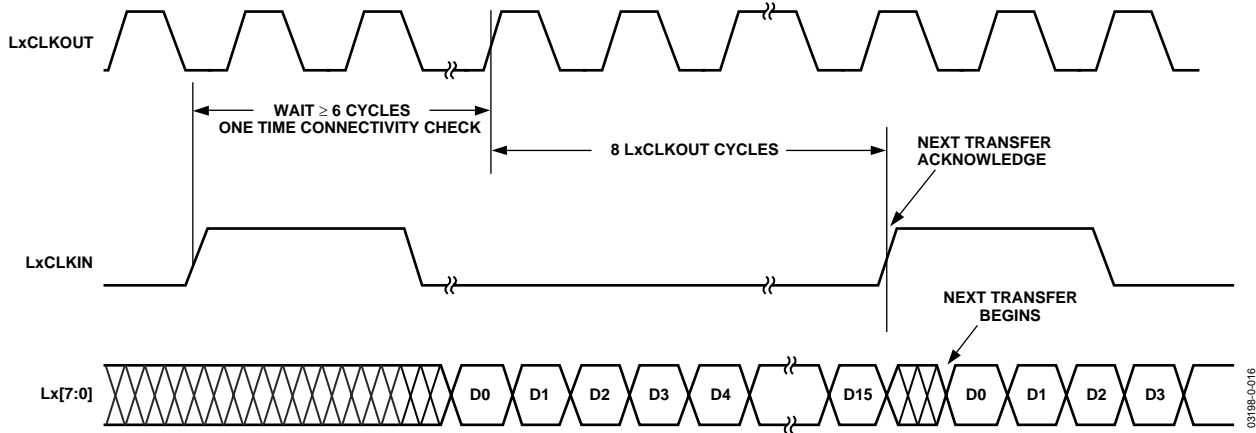 LxCLKOUT
WAIT ≥ 6 CYCLES
ONE TIME CONNECTIVITY CHECK
8 LxCLKOUT CYCLES
NEXT TRANSFER
ACKNOWLEDGE
LxCLKIN
NEXT TRANSFER
BEGINS
Lx[7:0]
D0
D1
D2
D3
D4
D15
D0
D1
D2
D3
03198-0-016